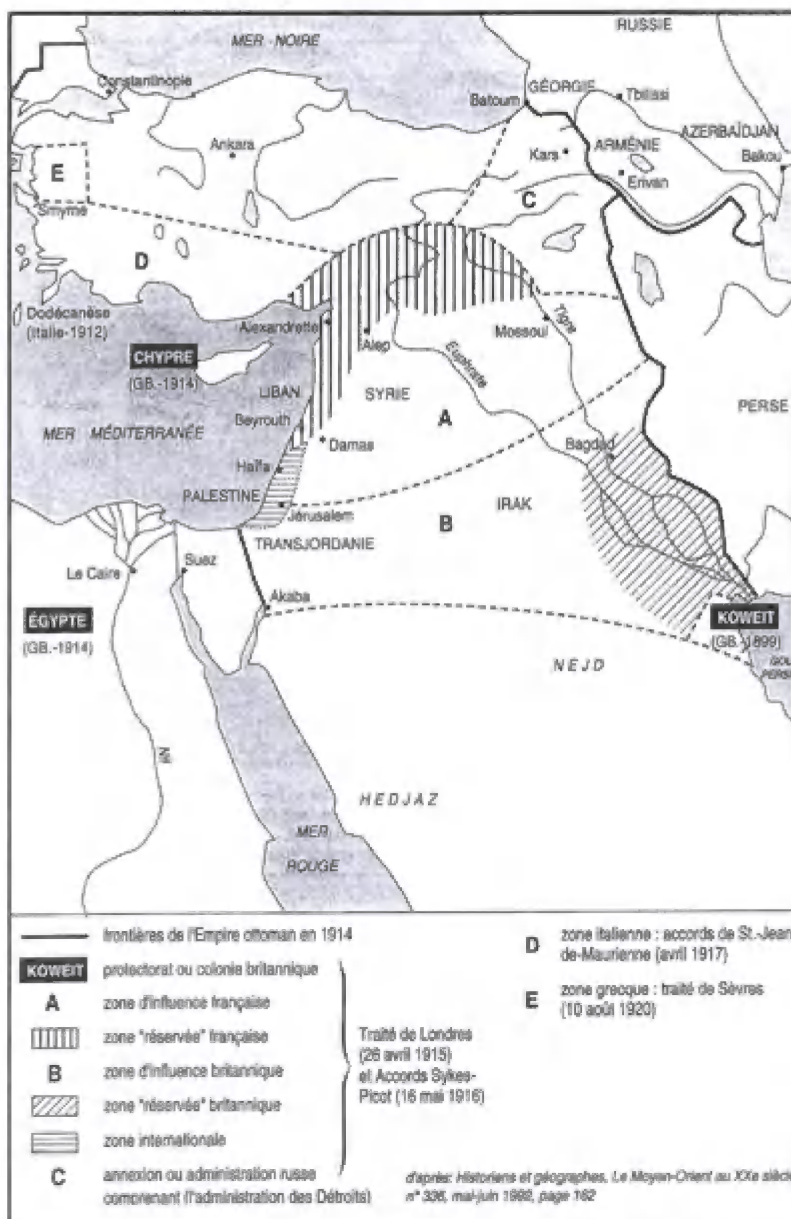 RUSSIE
MER NOIRE
Constantinople
GÉORGIE
Batoum
Tbilissi
AZERBAÏDJAN
ARMÉNIE
Bakou
Ankara
Kars
Erivan
E
C
Smyrne
D
Dodécanèse
(Italie-1912)
Alexandrette
Mossoul
Tigre
CHYPRE
(GB.-1914)
Alep
Euphrate
LIBAN
SYRIE
PERSE
Beyrouth
A
MER MÉDITERRANÉE
Damas
Bagdad
Haïfa
PALESTINE
IRAK
Jérusalem
B
TRANSJORDANIE
Le Caire
Suez
Akaba
ÉGYPTE
(GB.-1914)
KOWEIT
(GB.-1899)
NEJD
Nil
HEDJAZ
MER
ROUGE
frontières de l'Empire ottoman en 1914
KOWEIT protectorat ou colonie britannique
A zone d'influence française
zone "réservée" française
B zone d'influence britannique
zone "réservée" britannique
zone internationale
C annexion ou administration russe
comprenant (l'administration des Détroits)
Traité de Londres
(26 avril 1915)
et Accords Sykes-
Picot (16 mai 1916)
D zone italienne : accords de St.-Jean
de-Maurienne (avril 1917)
E zone grecque : traité de Sèvres
(10 août 1920)
d'après: Historiens et géographes, Le Moyen-Orient au XXe siècle
n° 336, mai-juin 1992, page 162